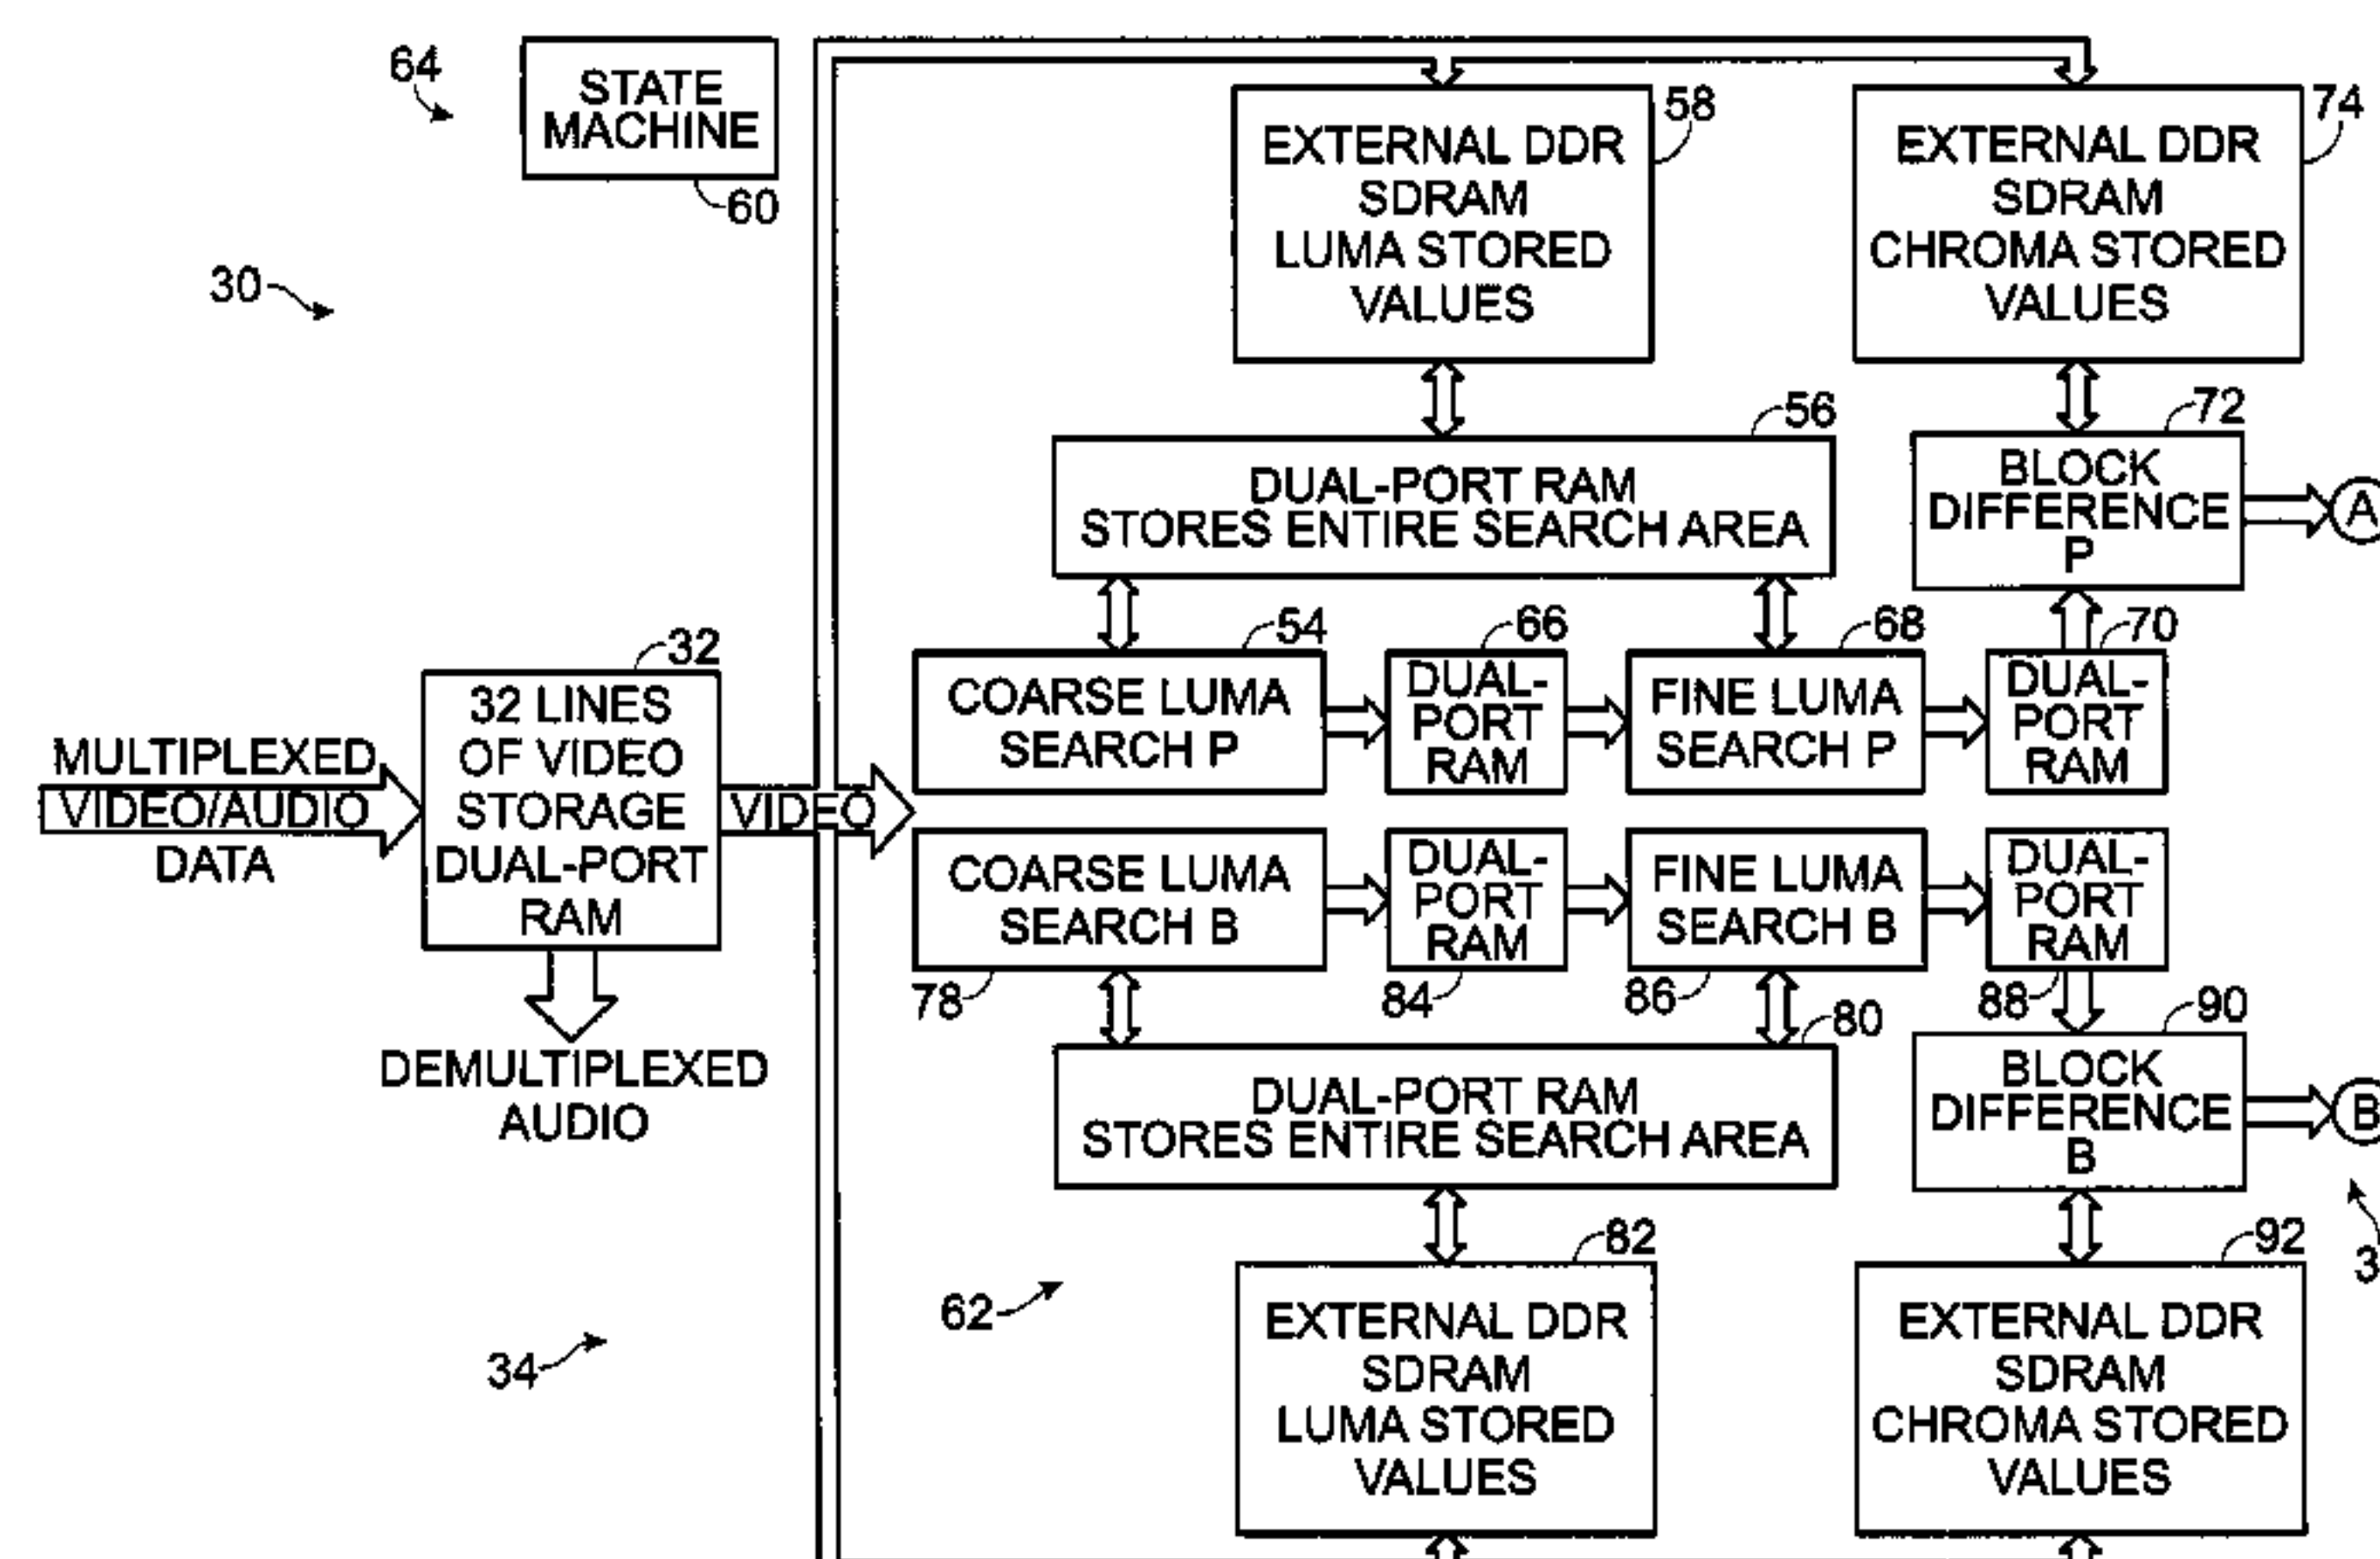 64
STATE
MACHINE
60
30
58
EXTERNAL DDR
SDRAM
LUMA STORED
VALUES
74
EXTERNAL DDR
SDRAM
CHROMA STORED
VALUES
56
DUAL-PORT RAM
STORES ENTIRE SEARCH AREA
72
BLOCK
DIFFERENCE
P
A
54
COARSE LUMA
SEARCH P
66
DUAL-
PORT
RAM
68
FINE LUMA
SEARCH P
70
DUAL-
PORT
RAM
32
32 LINES
OF VIDEO
STORAGE
DUAL-PORT
RAM
MULTIPLEXED
VIDEO/AUDIO
DATA
VIDEO
DEMULTIPLEXED
AUDIO
COARSE LUMA
SEARCH B
78
DUAL-
PORT
RAM
84
FINE LUMA
SEARCH B
86
DUAL-
PORT
RAM
88
80
DUAL-PORT RAM
STORES ENTIRE SEARCH AREA
90
BLOCK
DIFFERENCE
B
B
3
62
34
82
EXTERNAL DDR
SDRAM
LUMA STORED
VALUES
92
EXTERNAL DDR
SDRAM
CHROMA STORED
VALUES